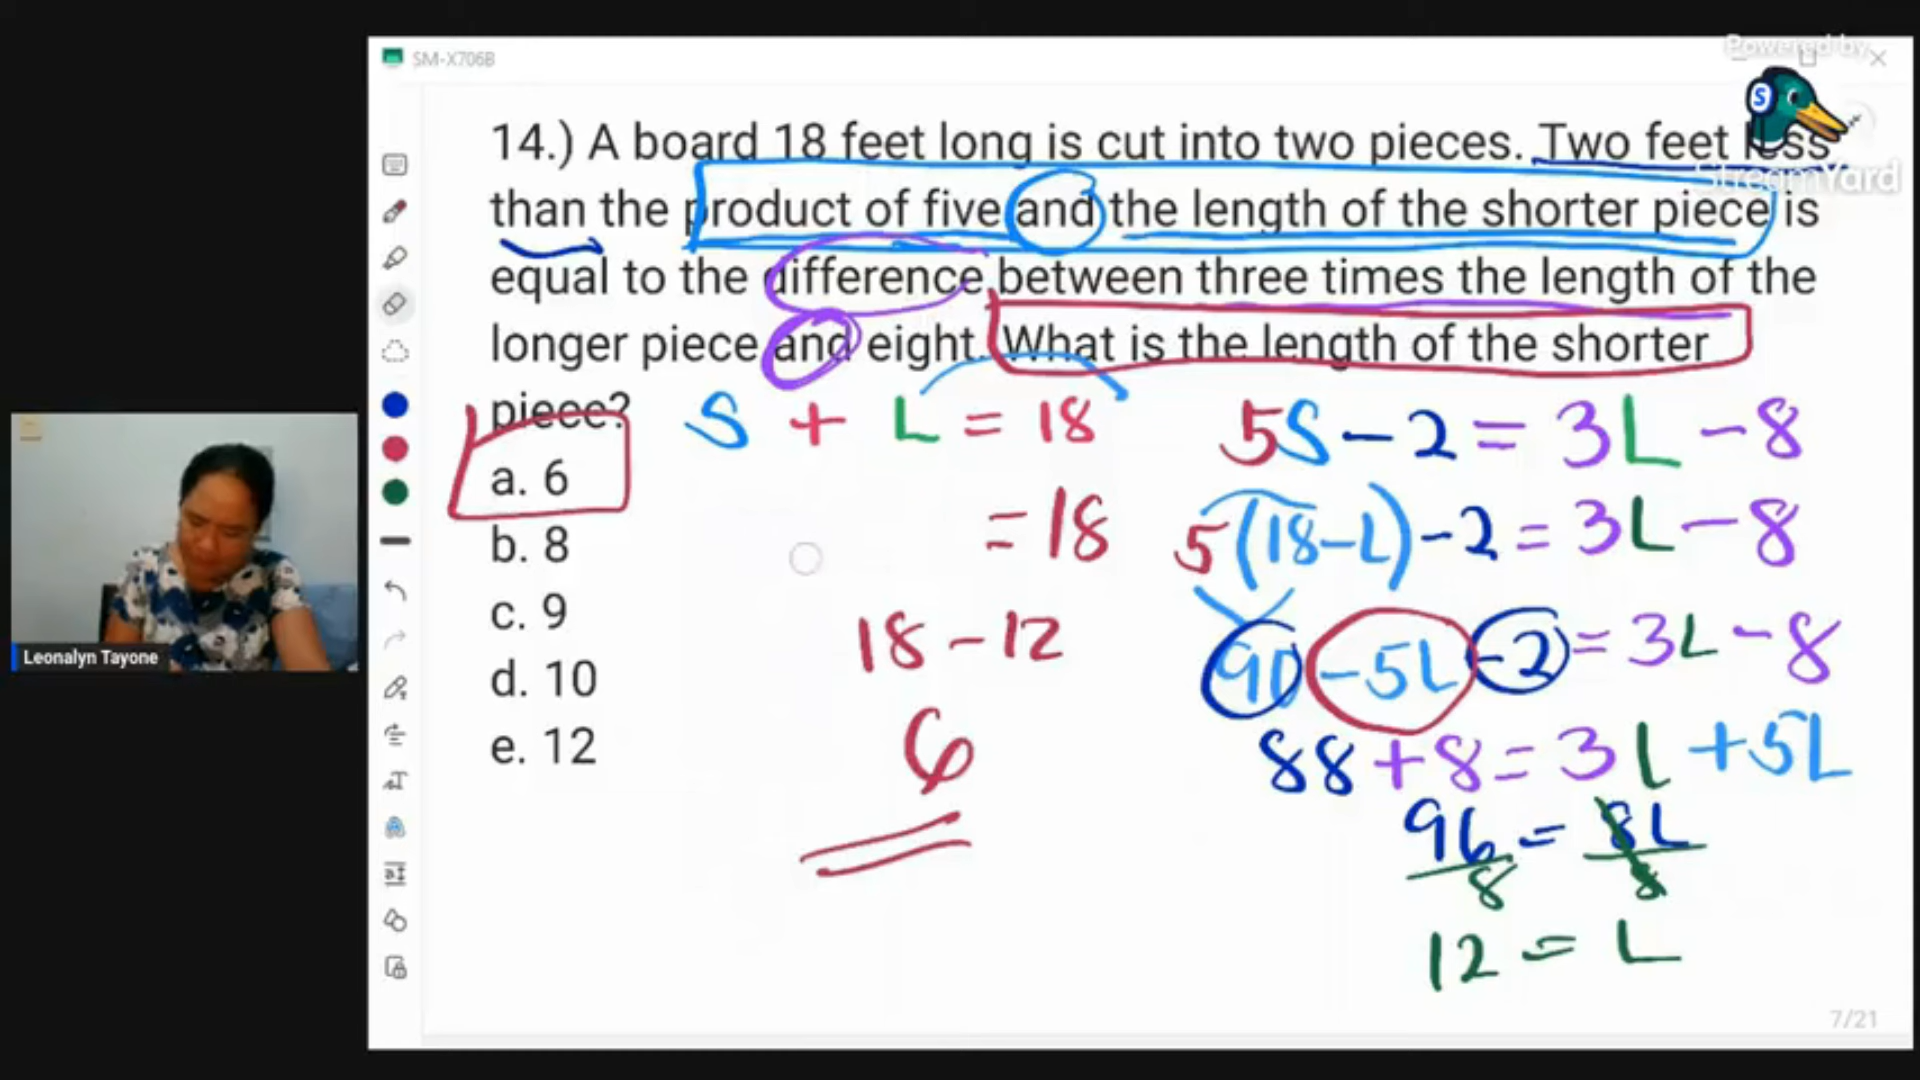 SM-X706B
Powered by
StreamYard
14.) A board 18 feet long is cut into two pieces. Two feet less
than the product of five and the length of the shorter piece is
equal to the difference between three times the length of the
longer piece and eight. What is the length of the shorter
piece?
a. 6
b. 8
c. 9
d. 10
e. 12
S + L = 18
= 18
18 - 12
6
5S - 2 = 3L - 8
5(18-L) - 2 = 3L - 8
90 - 5L - 2 = 3L - 8
88 + 8 = 3L + 5L
96 = 8L
8 8
12 = L
Leonalyn Tayone
7/21